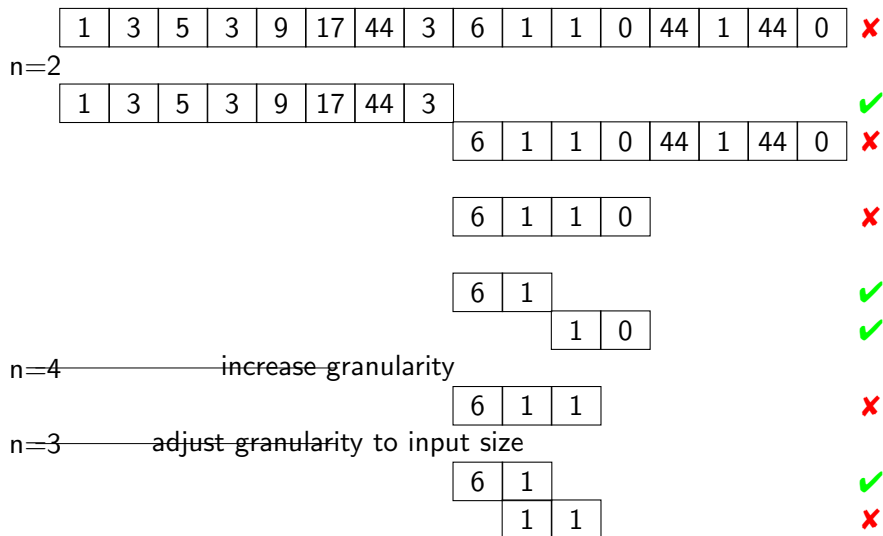 1 3 5 3 9 17 44 3 6 1 1 0 44 1 44 0 ✘
n=2
1 3 5 3 9 17 44 3 ✔
6 1 1 0 44 1 44 0 ✘
6 1 1 0 ✘
6 1 ✔
1 0 ✔
n=4 increase granularity
6 1 1 ✘
n=3 adjust granularity to input size
6 1 ✔
1 1 ✘